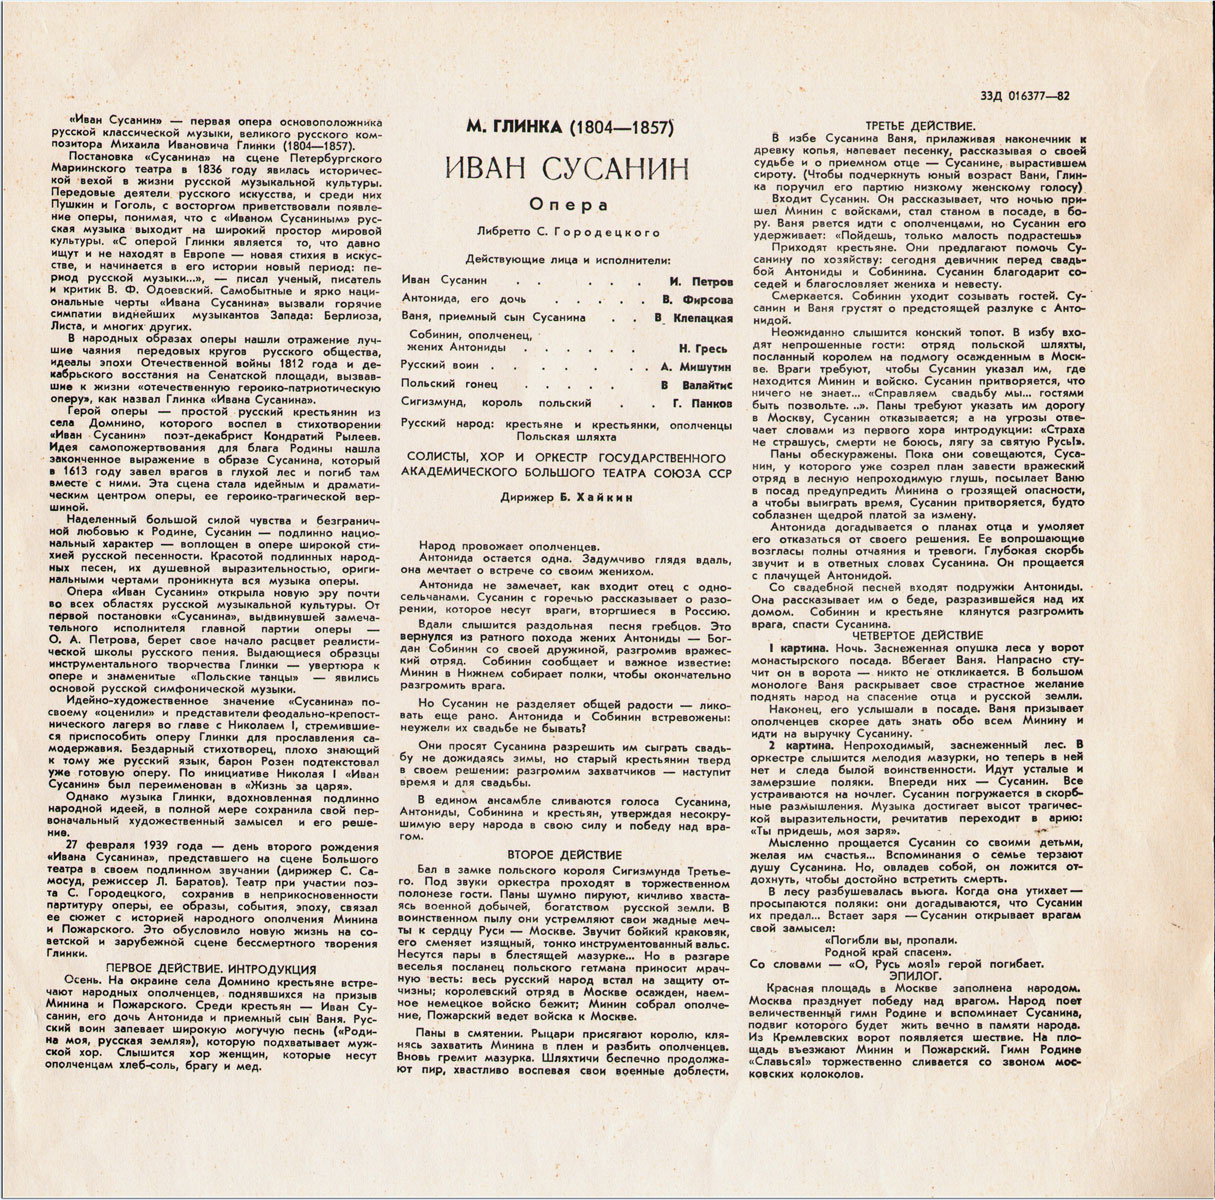 33Д 016377—82
«Иван Сусанин» — первая опера основоположника
русской классической музыки, великого русского ком-
позитора Михаила Ивановича Глинки (1804—1857).
Постановка «Сусанина» на сцене Петербургского
Мариинского театра в 1836 году явилась историчес-
кой вехой в жизни русской музыкальной культуры.
Передовые деятели русского искусства, и среди них
Пушкин и Гоголь, с восторгом приветствовали появле-
ние оперы, понимая, что с «Иваном Сусаниным» рус-
ская музыка выходит на широкий простор мировой
культуры. «С оперой Глинки является то, что давно
ищут и не находят в Европе — новая стихия в искус-
стве, и начинается в его истории новый период: пе-
риод русской музыки...», — писал ученый, писатель
и критик В. Ф. Одоевский. Самобытные и ярко наци-
ональные черты «Ивана Сусанина» вызвали горячие
симпатии виднейших музыкантов Запада: Берлиоза,
Листа, и многих других.
В народных образах оперы нашли отражение луч-
шие чаяния передовых кругов русского общества,
идеалы эпохи Отечественной войны 1812 года и де-
кабрьского восстания на Сенатской площади, вызвав-
шие к жизни «отечественную героико-патриотическую
оперу», как назвал Глинка «Ивана Сусанина».
Герой оперы — простой русский крестьянин из
села Домнино, которого воспел в стихотворении
«Иван Сусанин» поэт-декабрист Кондратий Рылеев.
Идея самопожертвования для блага Родины нашла
законченное выражение в образе Сусанина, который
в 1613 году завел врагов в глухой лес и погиб там
вместе с ними. Эта сцена стала идейным и драмати-
ческим центром оперы, ее героико-трагической вер-
шиной.
Наделенный большой силой чувства и безгранич-
ной любовью к Родине, Сусанин — подлинно нацио-
нальный характер — воплощен в опере широкой сти-
хией русской песенности. Красотой подлинных народ-
ных песен, их душевной выразительностью, ориги-
нальными чертами проникнута вся музыка оперы.
Опера «Иван Сусанин» открыла новую эру почти
во всех областях русской музыкальной культуры. От
первой постановки «Сусанина», выдвинувшей замеча-
тельного исполнителя главной партии оперы —
О. А. Петрова, берет свое начало расцвет реалисти-
ческой школы русского пения. Выдающиеся образцы
инструментального творчества Глинки — увертюра к
опере и знаменитые «Польские танцы» — явились
основой русской симфонической музыки.
Идейно-художественное значение «Сусанина» по-
своему «оценили» и представители феодально-крепост-
нического лагеря во главе с Николаем I, стремившие-
ся приспособить оперу Глинки для прославления са-
модержавия. Бездарный стихотворец, плохо знающий
к тому же русский язык, барон Розен подтекстовал
уже готовую оперу. По инициативе Николая I «Иван
Сусанин» был переименован в «Жизнь за царя».
Однако музыка Глинки, вдохновленная подлинно
народной идеей, в полной мере сохранила свой пер-
воначальный художественный замысел и его реше-
ние.
27 февраля 1939 года — день второго рождения
«Ивана Сусанина», представшего на сцене Большого
театра в своем подлинном звучании (дирижер С. Са-
мосуд, режиссер Л. Баратов). Театр при участии поэ-
та С. Городецкого, сохранив в неприкосновенности
партитуру оперы, ее образы, события, эпоху, связал
ее сюжет с историей народного ополчения Минина
и Пожарского. Это обусловило новую жизнь на со-
ветской и зарубежной сцене бессмертного творения
Глинки.
ПЕРВОЕ ДЕЙСТВИЕ. ИНТРОДУКЦИЯ
Осень. На окраине села Домнино крестьяне встре-
чают народных ополченцев, поднявшихся на призыв
Минина и Пожарского. Среди крестьян — Иван Су-
санин, его дочь Антонида и приемный сын Ваня. Рус-
ский воин запевает широкую могучую песнь («Роди-
на моя, русская земля»), которую подхватывает муж-
ской хор. Слышится хор женщин, которые несут
ополченцам хлеб-соль, брагу и мед.
М. ГЛИНКА (1804—1857)
ИВАН СУСАНИН
Опера
Либретто С. Городецкого
Действующие лица и исполнители:
Иван Сусанин . . . . . . И. Петров
Антонида, его дочь . . . . . В. Фирсова
Ваня, приемный сын Сусанина . . В Клепацкая
Собинин, ополченец,
жених Антониды . . . . . . Н. Гресь
Русский воин . . . . . . . А. Мишутин
Польский гонец . . . . . В Валайтис
Сигизмунд, король польский . . Г. Панков
Русский народ: крестьяне и крестьянки, ополченцы
Польская шляхта
СОЛИСТЫ, ХОР И ОРКЕСТР ГОСУДАРСТВЕННОГО
АКАДЕМИЧЕСКОГО БОЛЬШОГО ТЕАТРА СОЮЗА ССР
Дирижер Б. Хайкин
Народ провожает ополченцев.
Антонида остается одна. Задумчиво глядя вдаль,
она мечтает о встрече со своим женихом.
Антонида не замечает, как входит отец с одно-
сельчанами. Сусанин с горечью рассказывает о разо-
рении, которое несут враги, вторгшиеся в Россию.
Вдали слышится раздольная песня гребцов. Это
вернулся из ратного похода жених Антониды — Бог-
дан Собинин со своей дружиной, разгромив вражес-
кий отряд. Собинин сообщает и важное известие:
Минин в Нижнем собирает полки, чтобы окончательно
разгромить врага.
Но Сусанин не разделяет общей радости — лико-
вать еще рано. Антонида и Собинин встревожены:
неужели их свадьбе не бывать?
Они просят Сусанина разрешить им сыграть свадь-
бу не дожидаясь зимы, но старый крестьянин тверд
в своем решении: разгромим захватчиков — наступит
время и для свадьбы.
В едином ансамбле сливаются голоса Сусанина,
Антониды, Собинина и крестьян, утверждая несокру-
шимую веру народа в свою силу и победу над вра-
гом.
ВТОРОЕ ДЕЙСТВИЕ
Бал в замке польского короля Сигизмунда Третье-
го. Под звуки оркестра проходят в торжественном
полонезе гости. Паны шумно пируют, кичливо хваста-
ясь военной добычей, богатством русской земли. В
воинственном пылу они устремляют свои жадные меч-
ты к сердцу Руси — Москве. Звучит бойкий краковяк,
его сменяет изящный, тонко инструментованный вальс.
Несутся пары в блестящей мазурке... Но в разгаре
веселья посланец польского гетмана приносит мрач-
ную весть: весь русский народ встал на защиту от-
чизны; королевский отряд в Москве осажден, наем-
ное немецкое войско бежит; Минин собрал ополче-
ние, Пожарский ведет войска к Москве.
Паны в смятении. Рыцари присягают королю, кля-
нясь захватить Минина в плен и разбить ополченцев.
Вновь гремит мазурка. Шляхтичи беспечно продолжа-
ют пир, хвастливо воспевая свои военные доблести.
ТРЕТЬЕ ДЕЙСТВИЕ.
В избе Сусанина Ваня, прилаживая наконечник к
древку копья, напевает песенку, рассказывая о своей
судьбе и о приемном отце — Сусанине, вырастившем
сироту. (Чтобы подчеркнуть юный возраст Вани, Глин-
ка поручил его партию низкому женскому голосу)
Входит Сусанин. Он рассказывает, что ночью при-
шел Минин с войсками, стал станом в посаде, в бо-
ру. Ваня рвется идти с ополченцами, но Сусанин его
удерживает: «Пойдешь, только малость подрастешь»
Приходят крестьяне. Они предлагают помочь Су-
санину по хозяйству: сегодня девичник перед свадь-
бой Антониды и Собинина. Сусанин благодарит со-
седей и благословляет жениха и невесту.
Смеркается. Собинин уходит созывать гостей. Су-
санин и Ваня грустят о предстоящей разлуке с Анто-
нидой.
Неожиданно слышится конский топот. В избу вхо-
дят непрошенные гости: отряд польской шляхты,
посланный королем на подмогу осажденным в Моск-
ве. Враги требуют, чтобы Сусанин указал им, где
находится Минин и войско. Сусанин притворяется, что
ничего не знает... «Справляем свадьбу мы... гостями
быть позвольте. ..». Паны требуют указать им дорогу
в Москву, Сусанин отказывается; а на угрозы отве-
чает словами из первого хора интродукции: «Страха
не страшусь, смерти не боюсь, лягу за святую Русь!».
Паны обескуражены. Пока они совещаются, Суса-
нин, у которого уже созрел план завести вражеский
отряд в лесную непроходимую глушь, посылает Ваню
в посад предупредить Минина о грозящей опасности,
а чтобы выиграть время, Сусанин притворяется, будто
соблазнен щедрой платой за измену.
Антонида догадывается о планах отца и умоляет
его отказаться от своего решения. Ее вопрошающие
возгласы полны отчаяния и тревоги. Глубокая скорбь
звучит и в ответных словах Сусанина. Он прощается
с плачущей Антонидой.
Со свадебной песней входят подружки Антониды.
Она рассказывает им о беде, разразившейся над их
домом. Собинин и крестьяне клянутся разгромить
врага, спасти Сусанина.
ЧЕТВЕРТОЕ ДЕЙСТВИЕ
1 картина. Ночь. Заснеженная опушка леса у ворот
монастырского посада. Вбегает Ваня. Напрасно сту-
чит он в ворота — никто не откликается. В большом
монологе Ваня раскрывает свое страстное желание
поднять народ на спасение отца и русской земли.
Наконец, его услышали в посаде. Ваня призывает
ополченцев скорее дать знать обо всем Минину и
идти на выручку Сусанину.
2 картина. Непроходимый, заснеженный лес. В
оркестре слышится мелодия мазурки, но теперь в ней
нет и следа былой воинственности. Идут усталые и
замерзшие поляки. Впереди них — Сусанин. Все
устраиваются на ночлег. Сусанин погружается в скорб-
ные размышления. Музыка достигает высот трагичес-
кой выразительности, речитатив переходит в арию:
«Ты придешь, моя заря».
Мысленно прощается Сусанин со своими детьми,
желая им счастья... Вспоминания о семье терзают
душу Сусанина. Но, овладев собой, он ложится от-
дохнуть, чтобы достойно встретить смерть.
В лесу разбушевалась вьюга. Когда она утихает —
просыпаются поляки: они догадываются, что Сусанин
их предал... Встает заря — Сусанин открывает врагам
свой замысел:
«Погибли вы, пропали.
Родной край спасен».
Со словами — «О, Русь моя!» герой погибает.
ЭПИЛОГ.
Красная площадь в Москве заполнена народом.
Москва празднует победу над врагом. Народ поет
величественный гимн Родине и вспоминает Сусанина,
подвиг которого будет жить вечно в памяти народа.
Из Кремлевских ворот появляется шествие. На пло-
щадь въезжают Минин и Пожарский. Гимн Родине
«Славься!» торжественно сливается со звоном мос-
ковских колоколов.